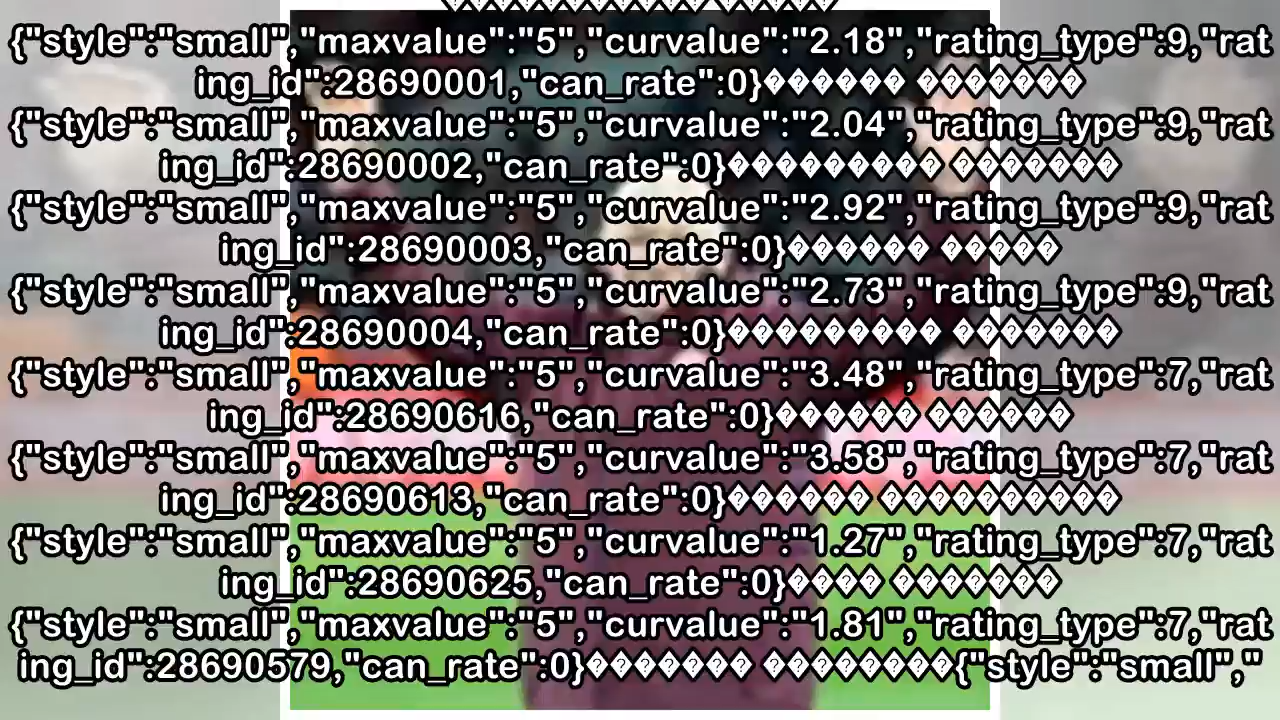 ������������� ������
{"style":"small","maxvalue":"5","curvalue":"2.18","rating_type":9,"rat
ing_id":28690001,"can_rate":0}������ �������
{"style":"small","maxvalue":"5","curvalue":"2.04","rating_type":9,"rat
ing_id":28690002,"can_rate":0}��������� �������
{"style":"small","maxvalue":"5","curvalue":"2.92","rating_type":9,"rat
ing_id":28690003,"can_rate":0}������ �����
{"style":"small","maxvalue":"5","curvalue":"2.73","rating_type":9,"rat
ing_id":28690004,"can_rate":0}��������� �������
{"style":"small","maxvalue":"5","curvalue":"3.48","rating_type":7,"rat
ing_id":28690616,"can_rate":0}������ ������
{"style":"small","maxvalue":"5","curvalue":"3.58","rating_type":7,"rat
ing_id":28690613,"can_rate":0}������ ����������
{"style":"small","maxvalue":"5","curvalue":"1.27","rating_type":7,"rat
ing_id":28690625,"can_rate":0}���� �������
{"style":"small","maxvalue":"5","curvalue":"1.81","rating_type":7,"rat
ing_id":28690579,"can_rate":0}������� ��������{"style":"small","